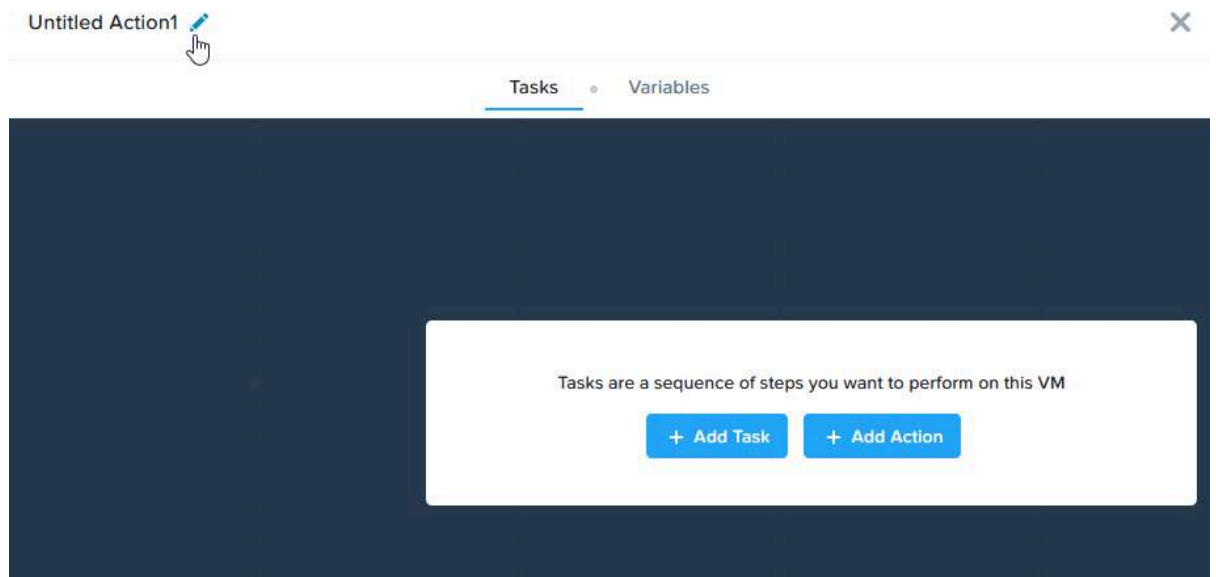 Untitled Action1
Tasks Variables
Tasks are a sequence of steps you want to perform on this VM
+ Add Task + Add Action